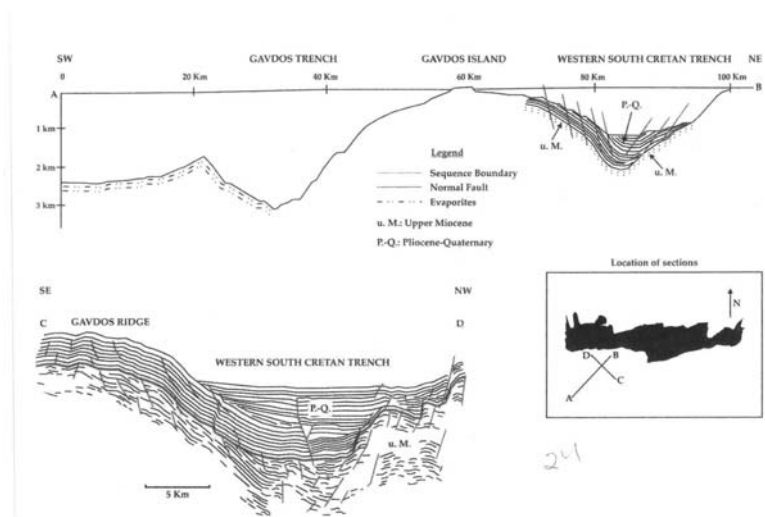 SW GAVDOS TRENCH GAVDOS ISLAND WESTERN SOUTH CRETAN TRENCH NE
0 20 Km 40 Km 60 Km 80 Km 100 Km
A B
1 km
2 km
3 km
P.-Q.
u. M.
u. M.
Legend
Sequence Boundary
Normal Fault
Evaporites
u. M.: Upper Miocene
P.-Q.: Pliocene-Quaternary
SE NW
C GAVDOS RIDGE D
WESTERN SOUTH CRETAN TRENCH
P.-Q.
u. M.
5 Km
Location of sections
N
D B
C
A
24